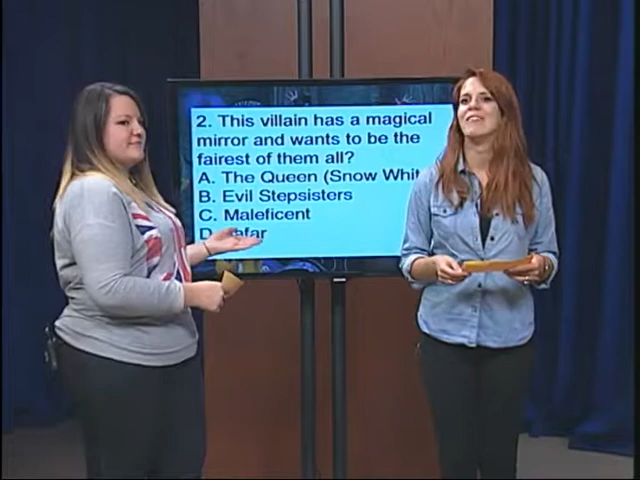 2. This villain has a magical
mirror and wants to be the
fairest of them all?
A. The Queen (Snow Whit
B. Evil Stepsisters
C. Maleficent
D. afar